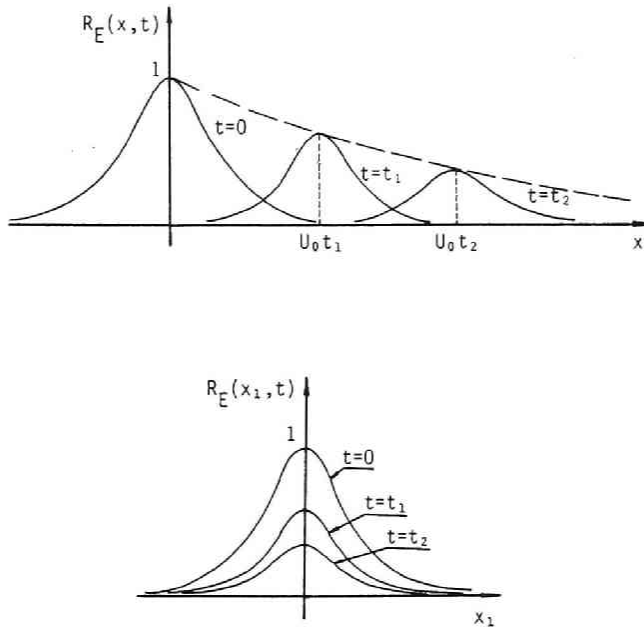 R_E(x,t)
1
t=0
t=t₁
t=t₂
U₀t₁
U₀t₂
x
R_E(x₁,t)
1
t=0
t=t₁
t=t₂
x₁